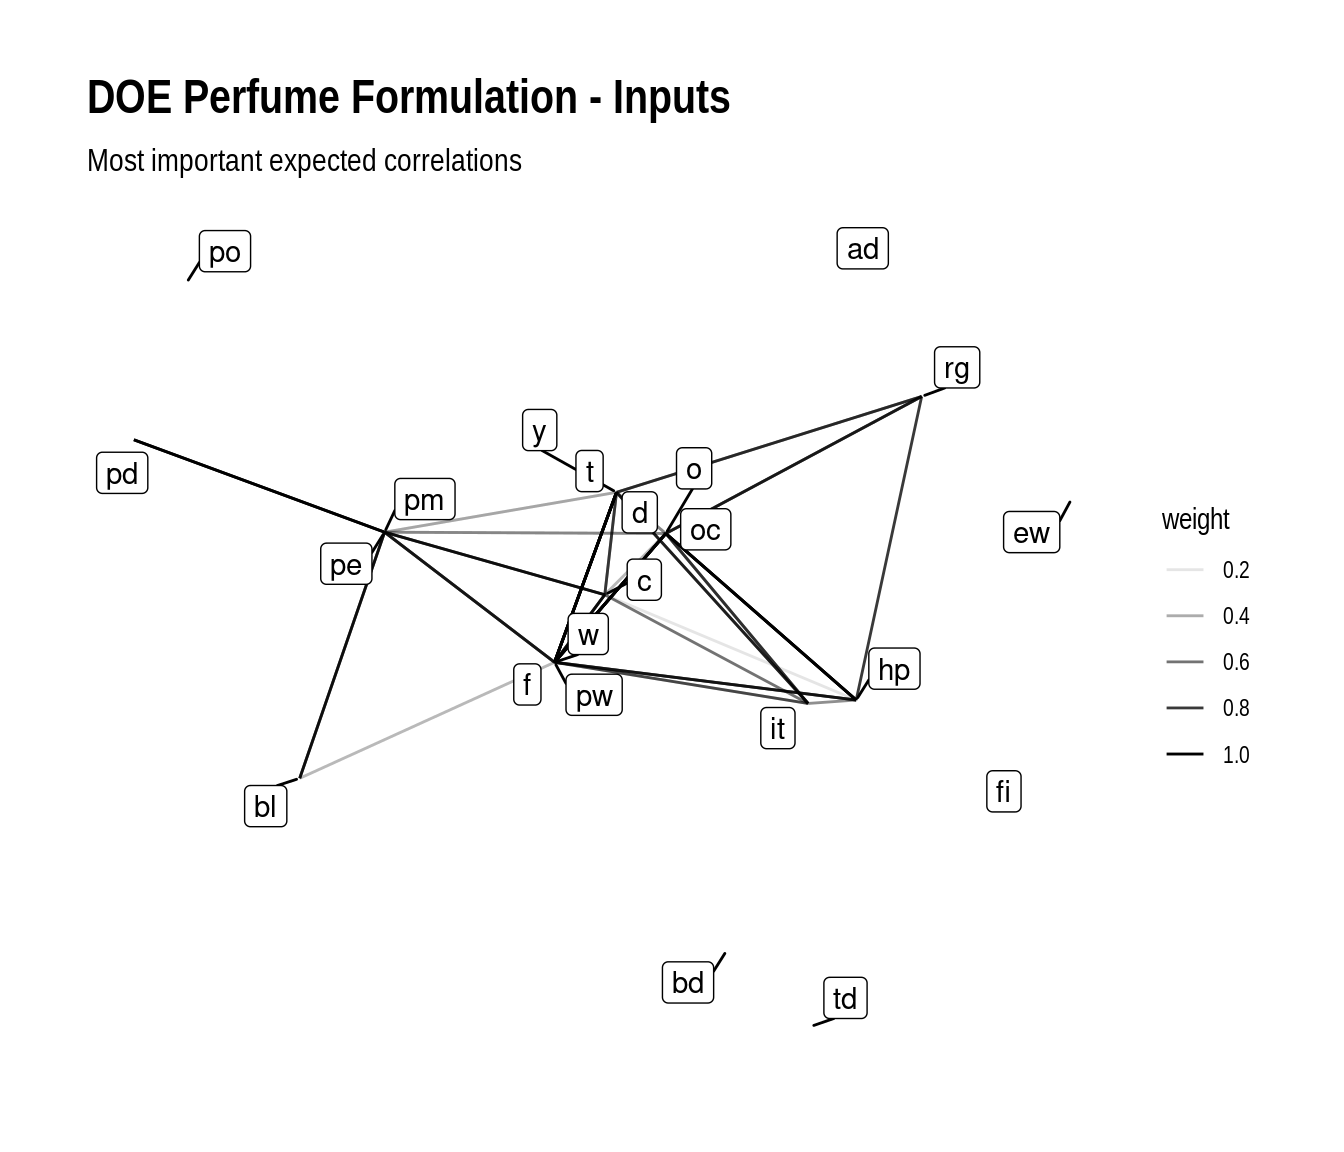 DOE Perfume Formulation - Inputs
Most important expected correlations
po
ad
rg
y
t
o
pd
pm
d
oc
ew
pe
c
w
f
pw
hp
it
bl
fi
bd
td
weight
0.2
0.4
0.6
0.8
1.0